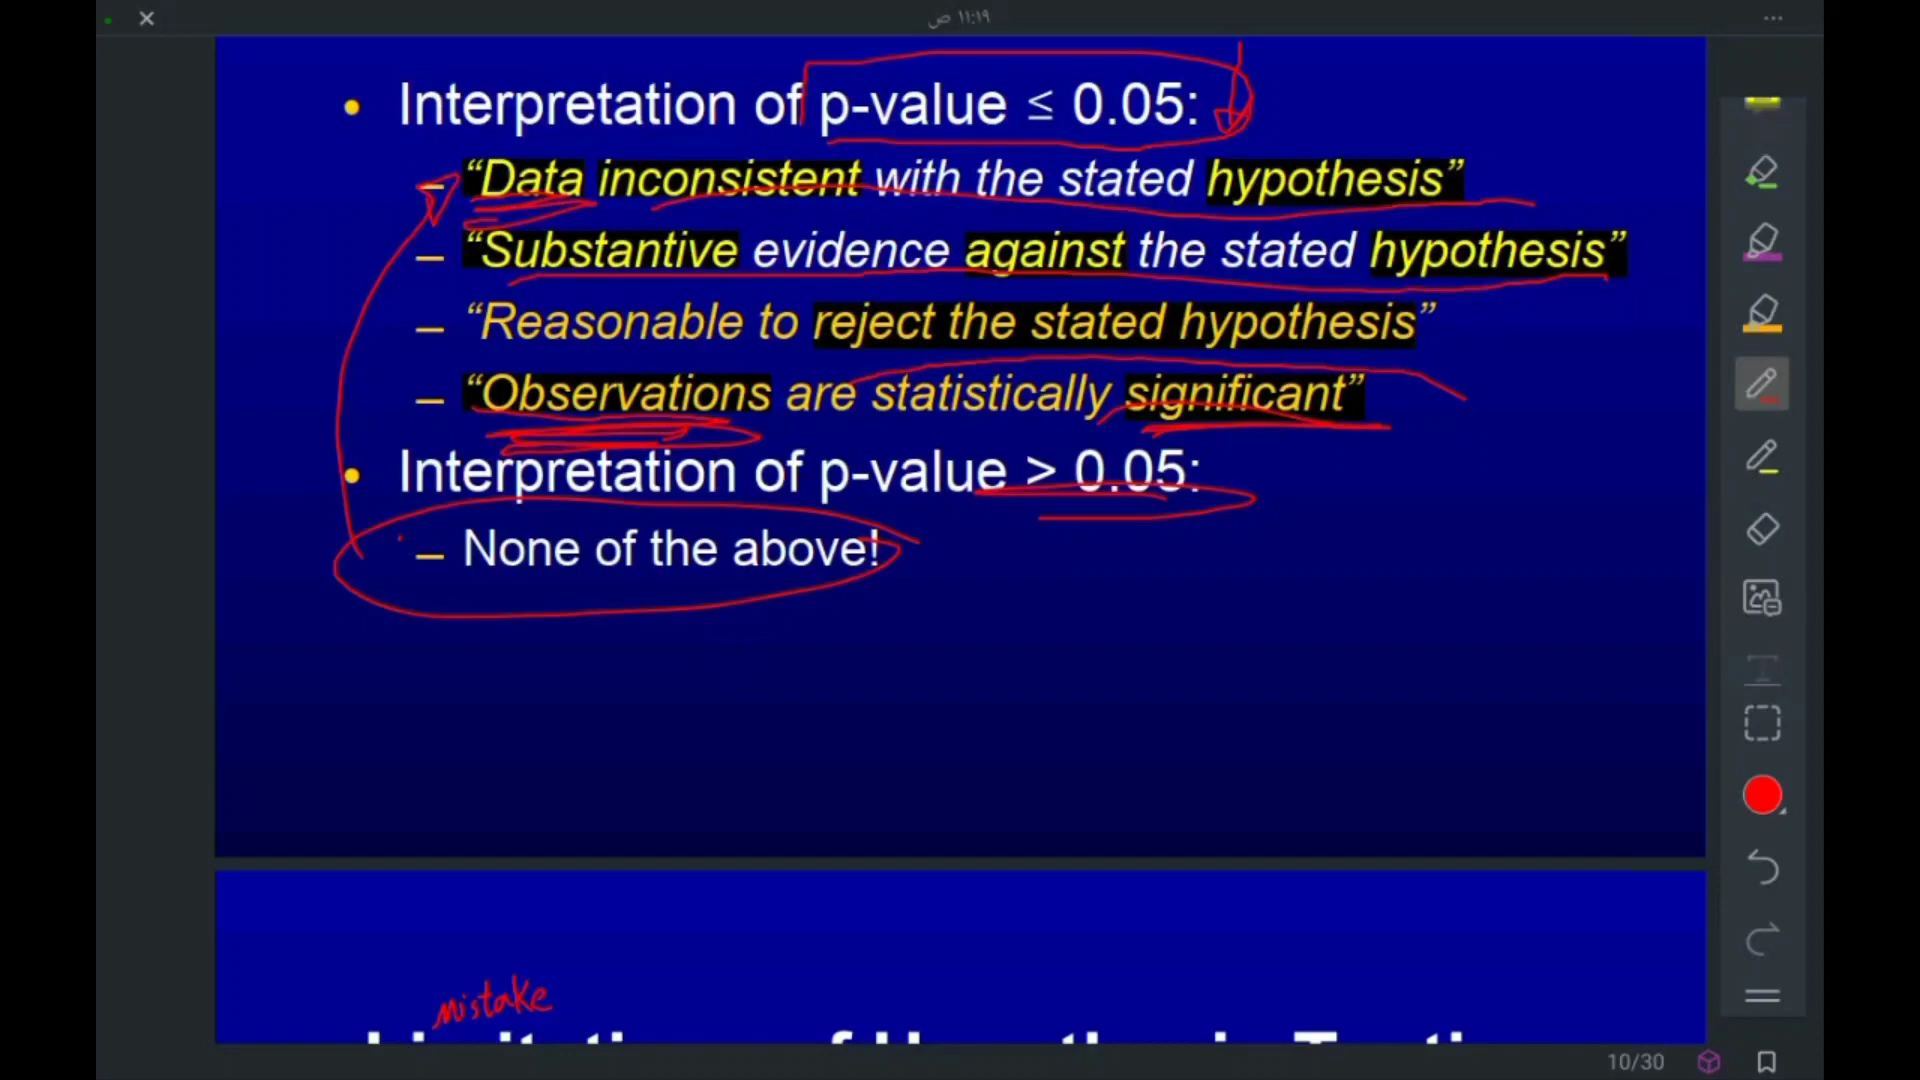 ١١:١٩ ص
• Interpretation of p-value ≤ 0.05:
– “Data inconsistent with the stated hypothesis”
– “Substantive evidence against the stated hypothesis”
– “Reasonable to reject the stated hypothesis”
– “Observations are statistically significant”
• Interpretation of p-value > 0.05:
– None of the above!
mistake
10/30